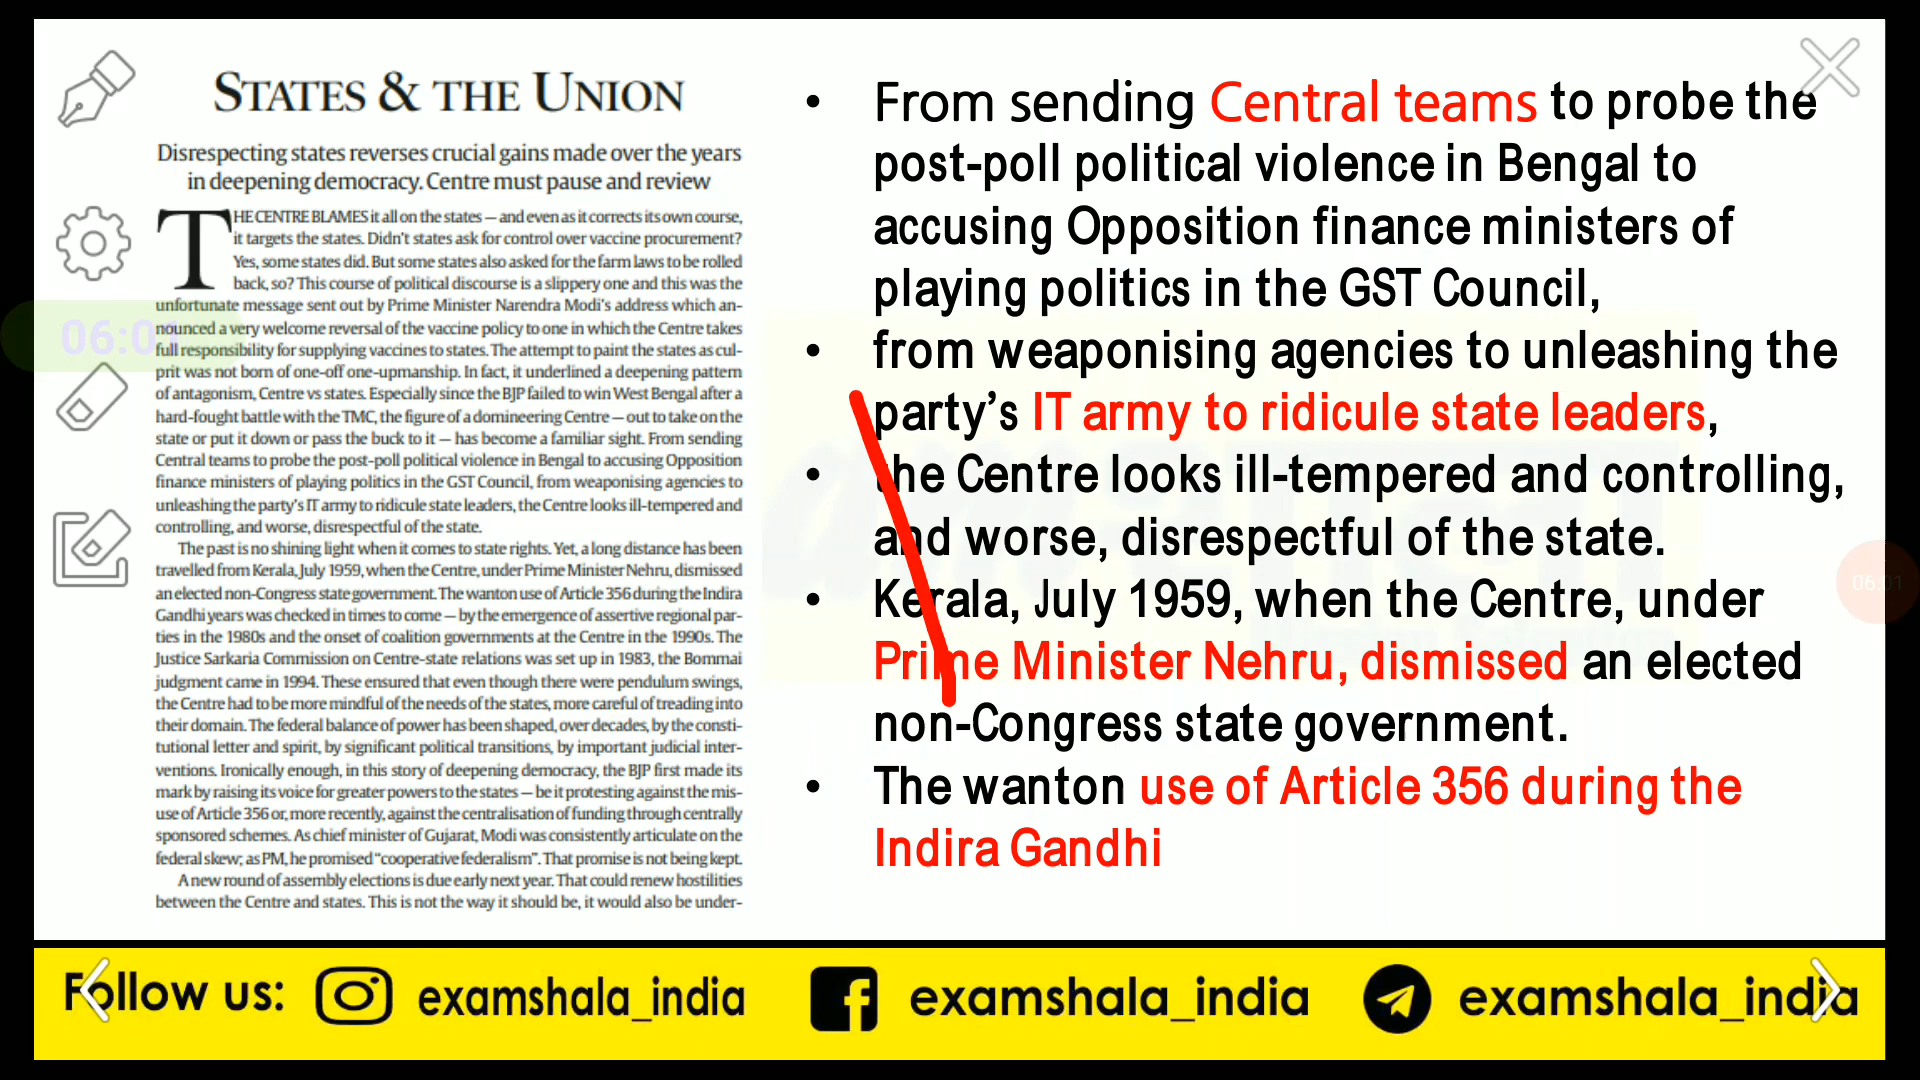 STATES & THE UNION
Disrespecting states reverses crucial gains made over the years
in deepening democracy. Centre must pause and review
THE CENTRE BLAMES it all on the states — and even as it corrects its own course,
it targets the states. Didn't states ask for control over vaccine procurement?
Yes, some states did. But some states also asked for the farm laws to be rolled
back, so? This course of political discourse is a slippery one and this was the
unfortunate message sent out by Prime Minister Narendra Modi's address which an-
nounced a very welcome reversal of the vaccine policy to one in which the Centre takes
full responsibility for supplying vaccines to states. The attempt to paint the states as cul-
prit was not born of one-off one-upmanship. In fact, it underlined a deepening pattern
of antagonism, Centre vs states. Especially since the BJP failed to win West Bengal after a
hard-fought battle with the TMC, the figure of a domineering Centre — out to take on the
state or put it down or pass the buck to it — has become a familiar sight. From sending
Central teams to probe the post-poll political violence in Bengal to accusing Opposition
finance ministers of playing politics in the GST Council, from weaponising agencies to
unleashing the party's IT army to ridicule state leaders, the Centre looks ill-tempered and
controlling, and worse, disrespectful of the state.
The past is no shining light when it comes to state rights. Yet, a long distance has been
travelled from Kerala, July 1959, when the Centre, under Prime Minister Nehru, dismissed
an elected non-Congress state government. The wanton use of Article 356 during the Indira
Gandhi years was checked in times to come — by the emergence of assertive regional par-
ties in the 1980s and the onset of coalition governments at the Centre in the 1990s. The
Justice Sarkaria Commission on Centre-state relations was set up in 1983, the Bommai
judgment came in 1994. These ensured that even though there were pendulum swings,
the Centre had to be more mindful of the needs of the states, more careful of treading into
their domain. The federal balance of power has been shaped, over decades, by the consti-
tutional letter and spirit, by significant political transitions, by important judicial inter-
ventions. Ironically enough, in this story of deepening democracy, the BJP first made its
mark by raising its voice for greater powers to the states — be it protesting against the mis-
use of Article 356 or, more recently, against the centralisation of funding through centrally
sponsored schemes. As chief minister of Gujarat, Modi was consistently articulate on the
federal skew; as PM, he promised "cooperative federalism". That promise is not being kept.
A new round of assembly elections is due early next year. That could renew hostilities
between the Centre and states. This is not the way it should be, it would also be under-
• From sending Central teams to probe the
post-poll political violence in Bengal to
accusing Opposition finance ministers of
playing politics in the GST Council,
• from weaponising agencies to unleashing the
party's IT army to ridicule state leaders,
• the Centre looks ill-tempered and controlling,
and worse, disrespectful of the state.
• Kerala, July 1959, when the Centre, under
Prime Minister Nehru, dismissed an elected
non-Congress state government.
• The wanton use of Article 356 during the
Indira Gandhi
06:01
06:01
Follow us: examshala_india examshala_india examshala_india